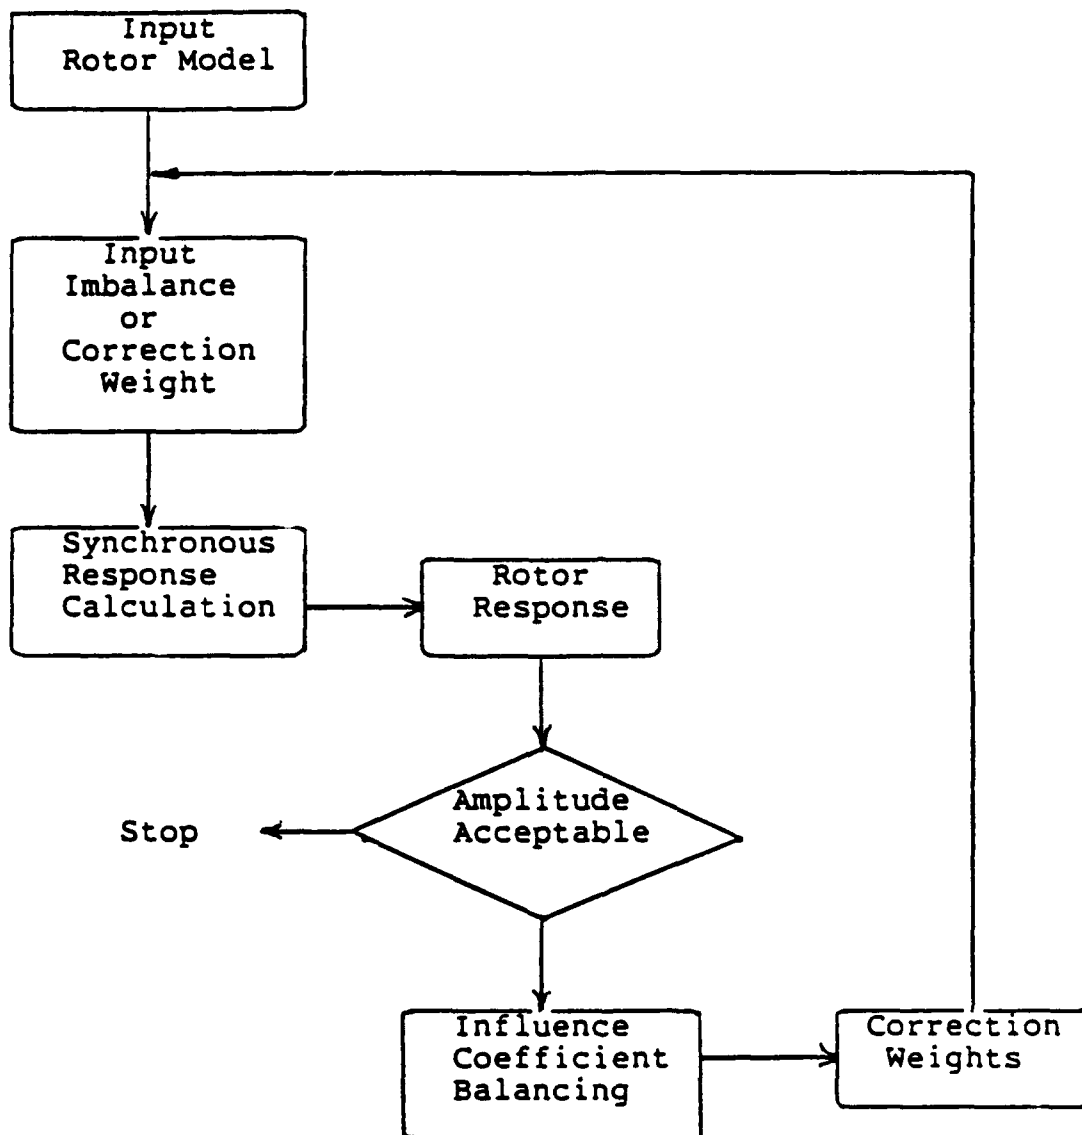 Input
Rotor Model
Input
Imbalance
or
Correction
Weight
Synchronous
Response
Calculation
Rotor
Response
Amplitude
Acceptable
Stop
Influence
Coefficient
Balancing
Correction
Weights